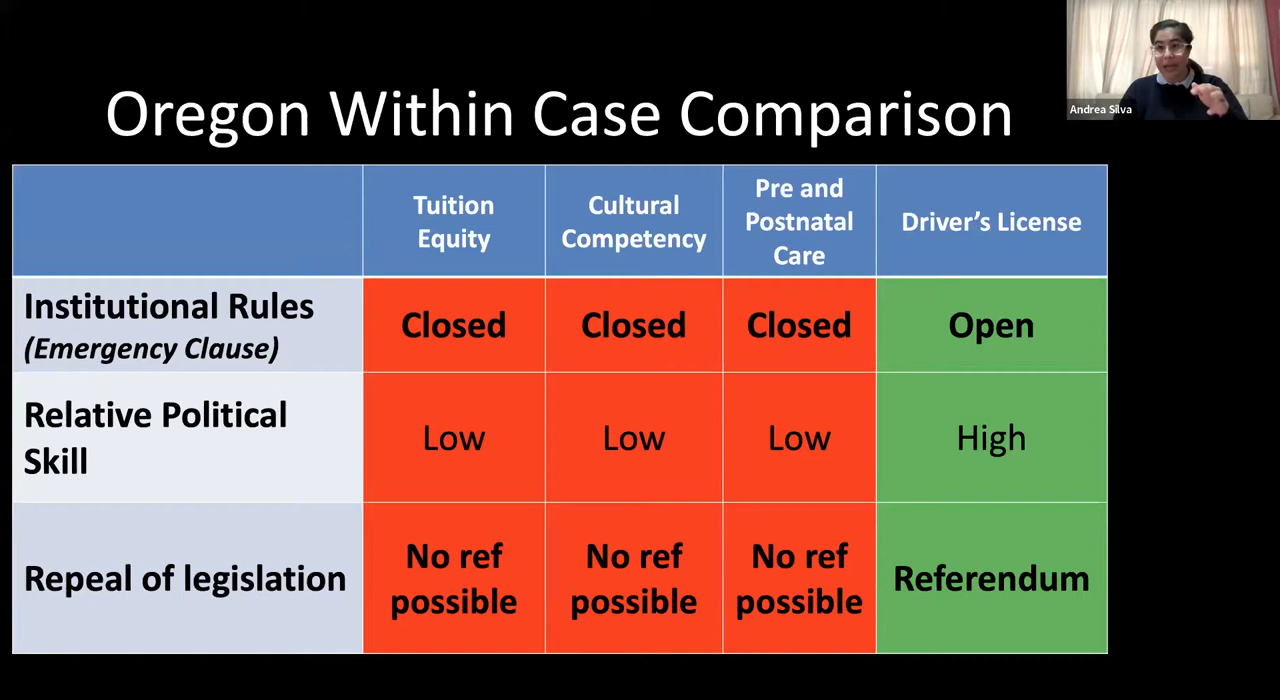 Andrea Silva
Oregon Within Case Comparison
Tuition
Equity
Cultural
Competency
Pre and
Postnatal
Care
Driver’s License
Institutional Rules
(Emergency Clause)
Closed
Closed
Closed
Open
Relative Political
Skill
Low
Low
Low
High
Repeal of legislation
No ref
possible
No ref
possible
No ref
possible
Referendum